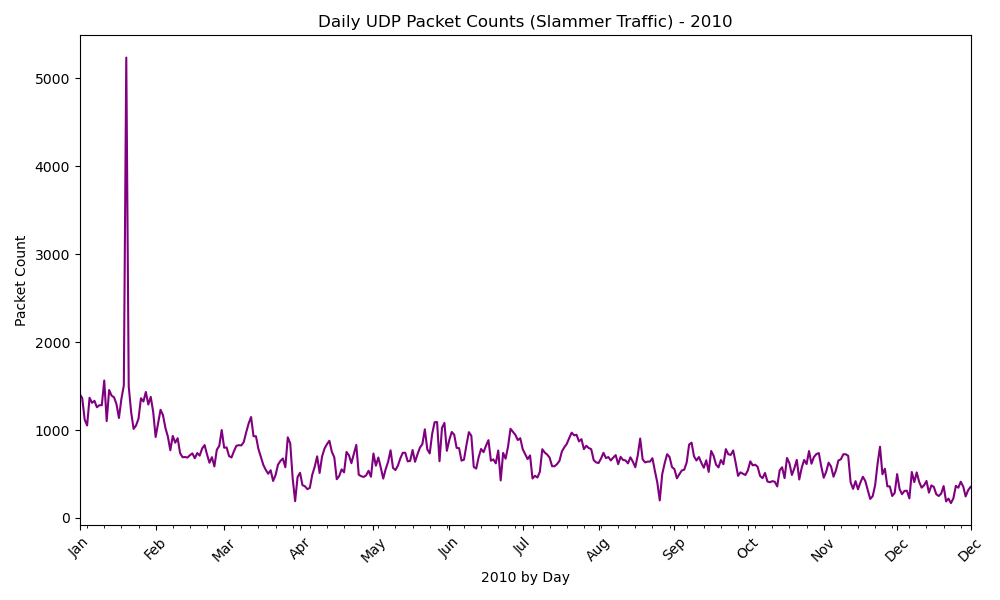 Daily UDP Packet Counts (Slammer Traffic) - 2010
Packet Count
5000
4000
3000
2000
1000
0
Jan
Feb
Mar
Apr
May
Jun
Jul
Aug
Sep
Oct
Nov
Dec
Dec
2010 by Day